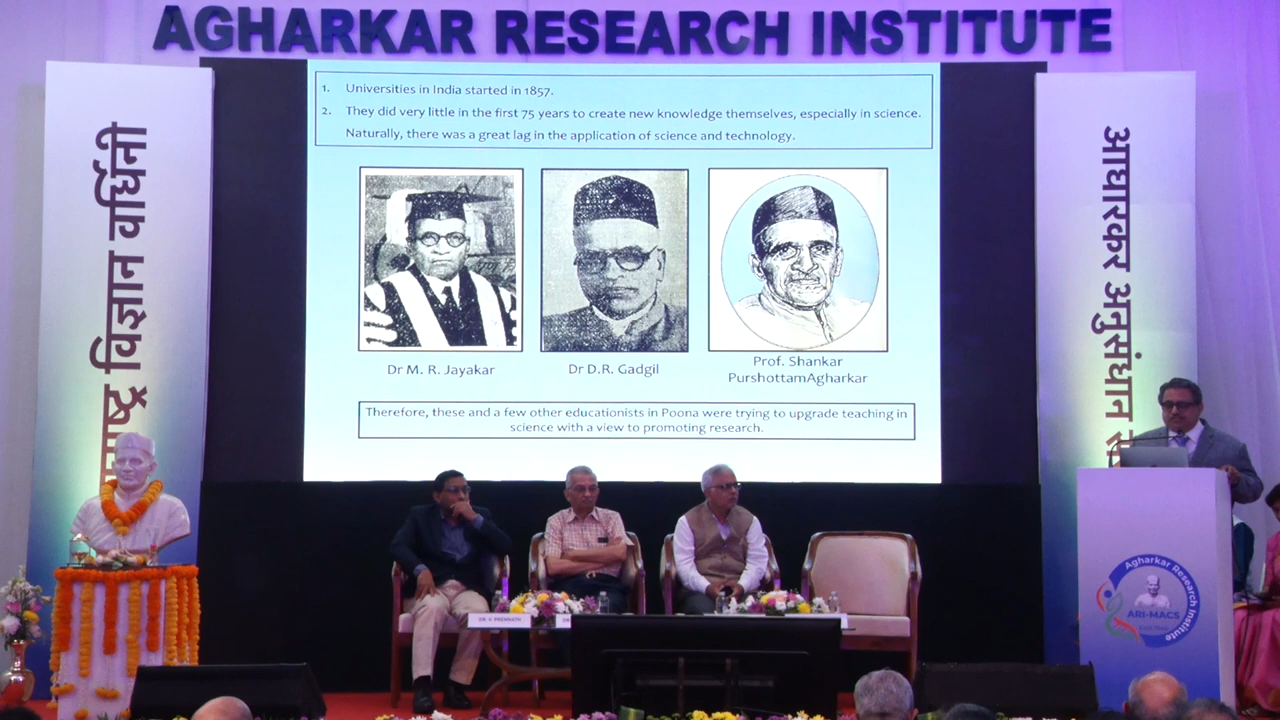 AGHARKAR RESEARCH INSTITUTE
1. Universities in India started in 1857.
2. They did very little in the first 75 years to create new knowledge themselves, especially in science.
Naturally, there was a great lag in the application of science and technology.
Dr M. R. Jayakar
Dr D.R. Gadgil
Prof. Shankar
PurshottamAgharkar
Therefore, these and a few other educationists in Poona were trying to upgrade teaching in
science with a view to promoting research.
विज्ञान वर्धिनी
आघारकर अनुसंधान
Agharkar Research Institute
ARI-MACS